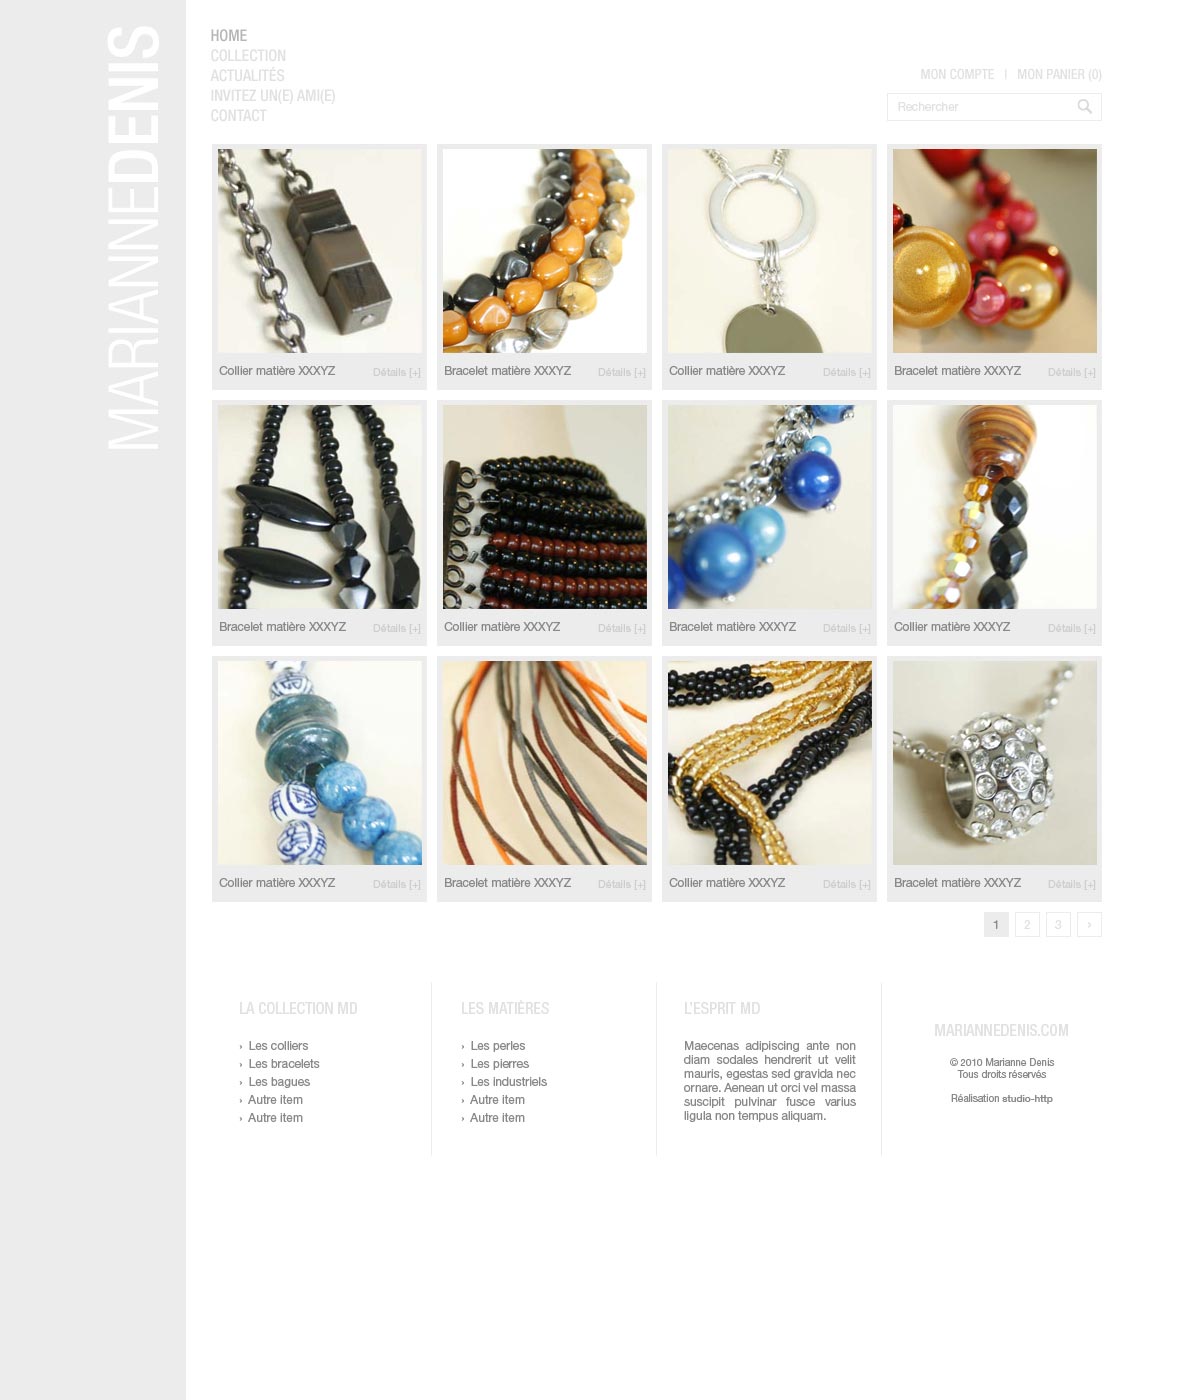 MARIANNEDENIS
HOME
COLLECTION
ACTUALITÉS
INVITEZ UN(E) AMI(E)
CONTACT
MON COMPTE | MON PANIER (0)
Rechercher
Collier matière XXXYZ Détails [+]
Bracelet matière XXXYZ Détails [+]
Collier matière XXXYZ Détails [+]
Bracelet matière XXXYZ Détails [+]
Bracelet matière XXXYZ Détails [+]
Collier matière XXXYZ Détails [+]
Bracelet matière XXXYZ Détails [+]
Collier matière XXXYZ Détails [+]
Collier matière XXXYZ Détails [+]
Bracelet matière XXXYZ Détails [+]
Collier matière XXXYZ Détails [+]
Bracelet matière XXXYZ Détails [+]
1 2 3 ›
LA COLLECTION MD
› Les colliers
› Les bracelets
› Les bagues
› Autre item
› Autre item
LES MATIÈRES
› Les perles
› Les pierres
› Les industriels
› Autre item
› Autre item
L'ESPRIT MD
Maecenas adipiscing ante non
diam sodales hendrerit ut velit
mauris, egestas sed gravida nec
ornare. Aenean ut orci vel massa
suscipit pulvinar fusce varius
ligula non tempus aliquam.
MARIANNEDENIS.COM
© 2010 Marianne Denis
Tous droits réservés
Réalisation studio-http